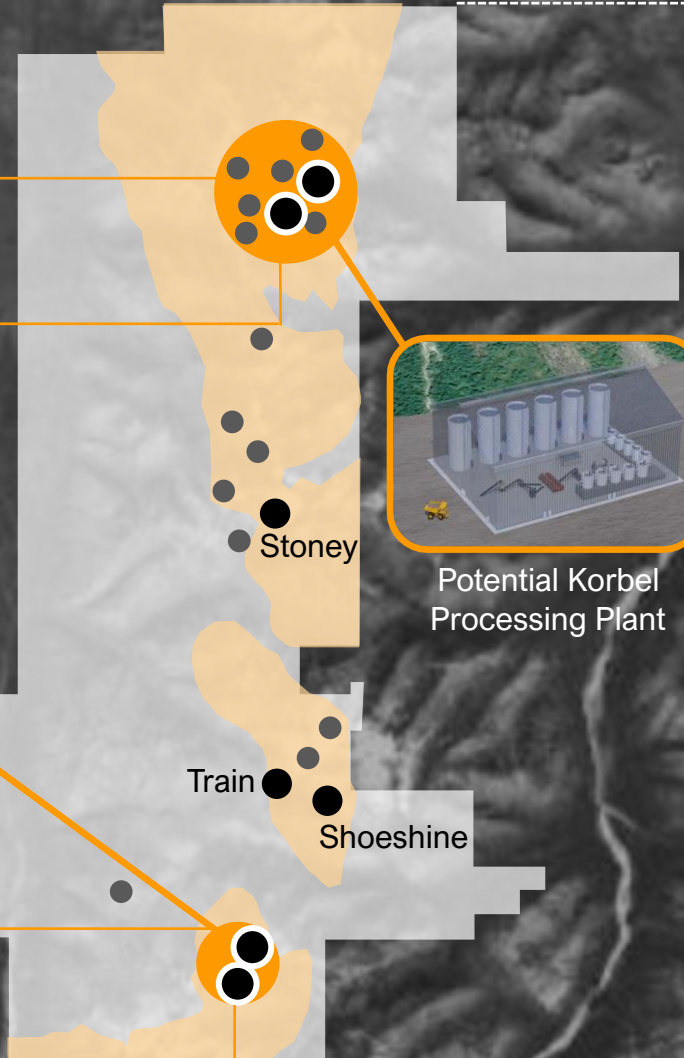 Stoney
Potential Korbel
Processing Plant
Train
Shoeshine